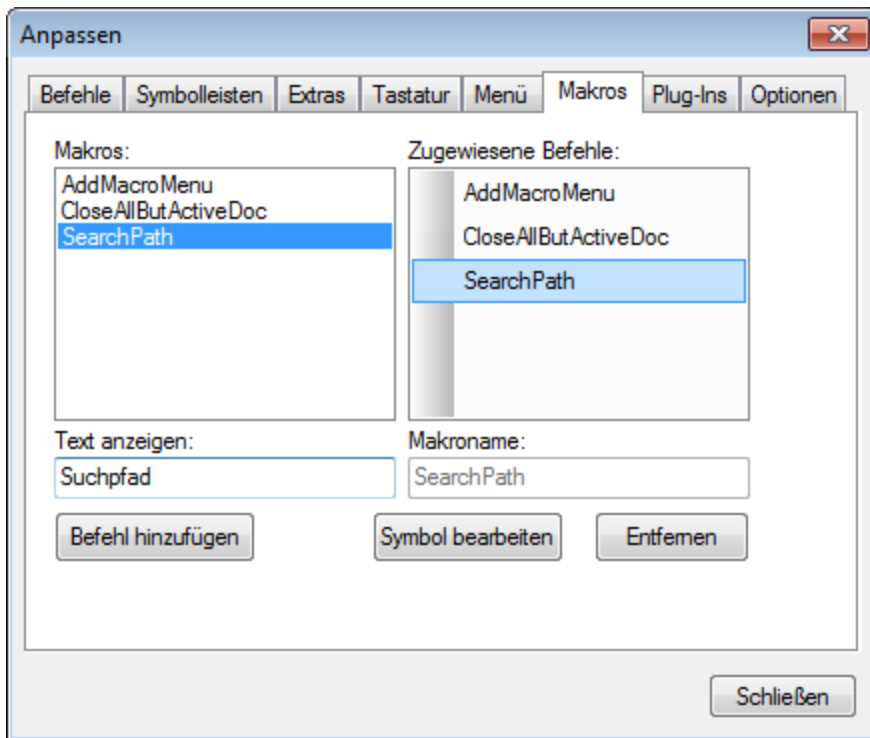 Anpassen
Befehle Symbolleisten Extras Tastatur Menü Makros Plug-Ins Optionen
Makros:
AddMacroMenu
CloseAllButActiveDoc
SearchPath
Zugewiesene Befehle:
AddMacroMenu
CloseAllButActiveDoc
SearchPath
Text anzeigen:
Suchpfad
Makroname:
SearchPath
Befehl hinzufügen Symbol bearbeiten Entfernen
Schließen